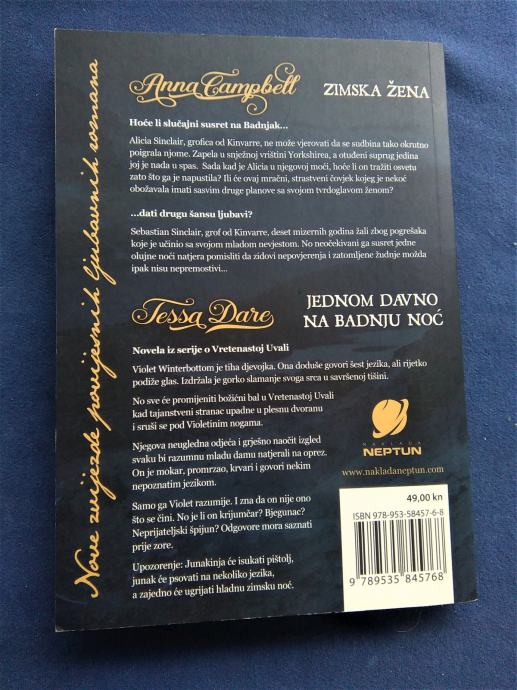 Nove zvijezde povijesnih ljubavnih romana
Anna Campbell
ZIMSKA ŽENA
Hoće li slučajni susret na Badnjak...
Alicia Sinclair, grofica od Kinvarre, ne može vjerovati da se sudbina tako okrutno
poigrala njome. Zapela u snježnoj vrištini Yorkshirea, a otuđeni suprug jedina
joj je nada u spas. Sada kad je Alicia u njegovoj moći, hoće li on tražiti osvetu
zato što ga je napustila? Ili će ovaj mračni, strastveni čovjek kojeg je nekoć
obožavala imati sasvim druge planove sa svojom tvrdoglavom ženom?
...dati drugu šansu ljubavi?
Sebastian Sinclair, grof od Kinvarre, deset mizernih godina žali zbog pogrešaka
koje je učinio sa svojom mladom nevjestom. No neočekivani ga susret jedne
olujne noći natjera pomisliti da zidovi nepovjerenja i zatomljene žudnje možda
ipak nisu nepremostivi...
Tessa Dare
JEDNOM DAVNO
NA BADNJU NOĆ
Novela iz serije o Vretenastoj Uvali
Violet Winterbottom je tiha djevojka. Ona doduše govori šest jezika, ali rijetko
podiže glas. Izdržala je gorko slamanje svoga srca u savršenoj tišini.
No sve će promijeniti božićni bal u Vretenastoj Uvali
kad tajanstveni stranac upadne u plesnu dvoranu
i sruši se pod Violetinim nogama.
Njegova neugledna odjeća i grješno naočit izgled
svaku bi razumnu mladu damu natjerali na oprez.
On je mokar, promrzao, krvari i govori nekim
nepoznatim jezikom.
Samo ga Violet razumije. I zna da on nije ono
što se čini. No je li on krijumčar? Bjegunac?
Neprijateljski špijun? Odgovore mora saznati
prije zore.
Upozorenje: Junakinja će isukati pištolj,
junak će psovati na nekoliko jezika,
a zajedno će ugrijati hladnu zimsku noć.
NAKLADA
NEPTUN
www.nakladaneptun.com
49,00 kn
ISBN 978-953-58457-6-8
9 789535 845768